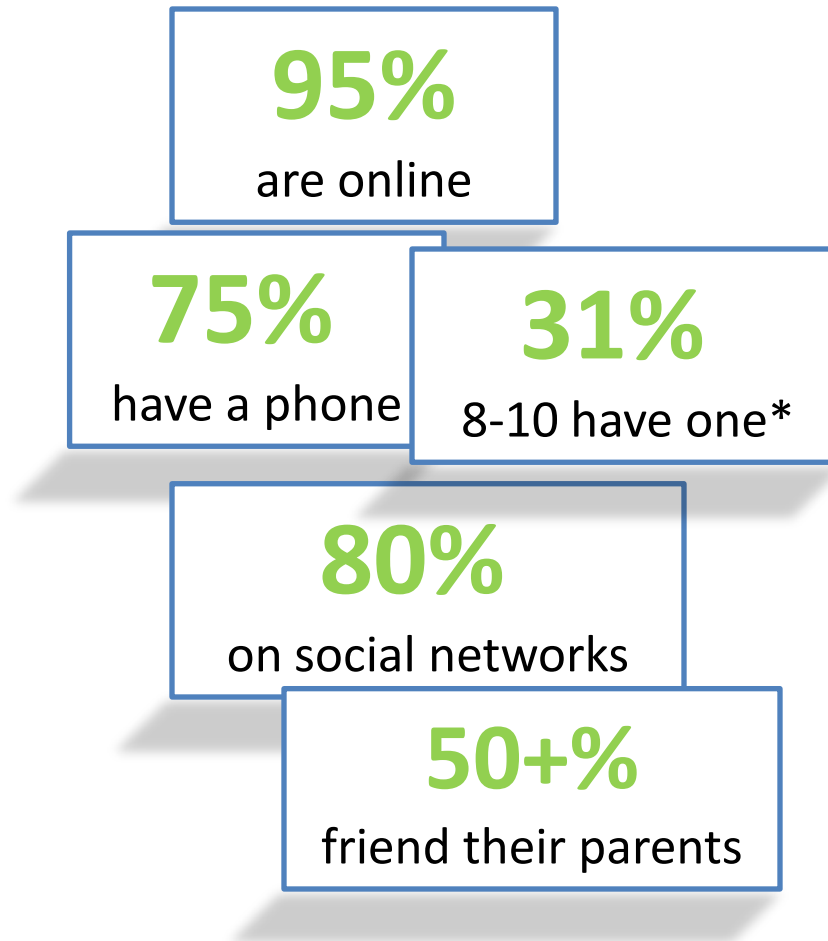 95%
are online
75%
have a phone
31%
8-10 have one*
80%
on social networks
50+%
friend their parents